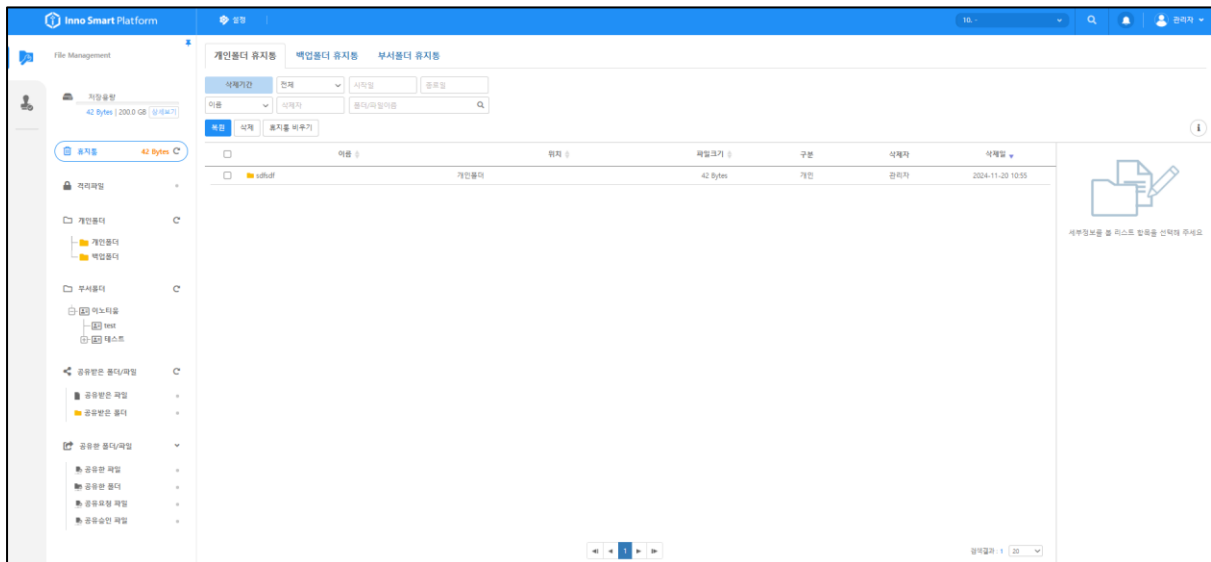 Inno Smart Platform
설정
10. -
관리자
File Management
저장용량
42 Bytes | 200.0 GB 상세보기
휴지통 42 Bytes
격리파일
개인폴더
개인폴더
백업폴더
부서폴더
이노티움
test
테스트
공유받은 폴더/파일
공유받은 파일
공유받은 폴더
공유한 폴더/파일
공유한 파일
공유한 폴더
공유요청 파일
공유승인 파일
개인폴더 휴지통 백업폴더 휴지통 부서폴더 휴지통
삭제기간 전체 시작일 종료일
이름 삭제자 폴더/파일이름
복원 삭제 휴지통 비우기
이름 위치 파일크기 구분 삭제자 삭제일
sdfsdf 개인폴더 42 Bytes 개인 관리자 2024-11-20 10:55
세부정보를 볼 리스트 항목을 선택해 주세요
1
검색결과 : 1 20